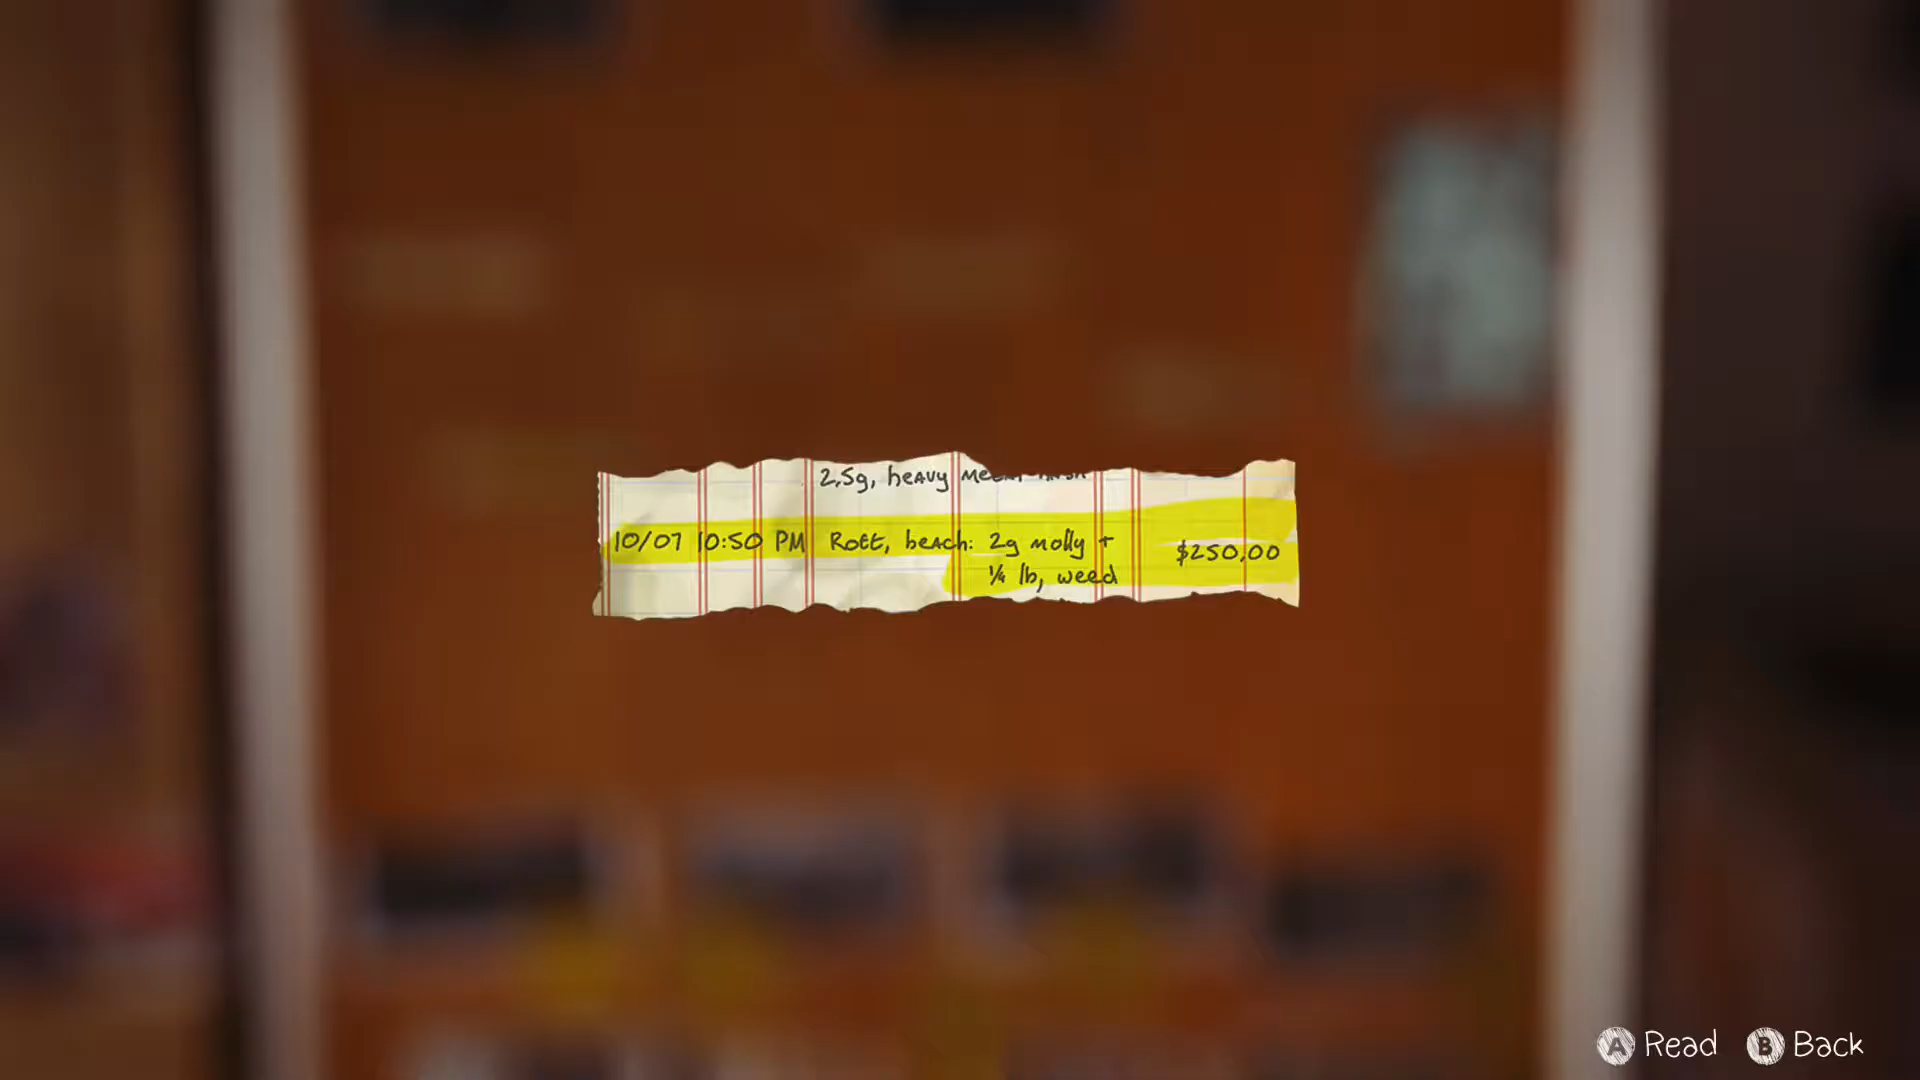 2.5g, heavy
10/07 10:50 PM Rott, beach: 2g molly + $250.00
1/4 lb, weed
A Read B Back